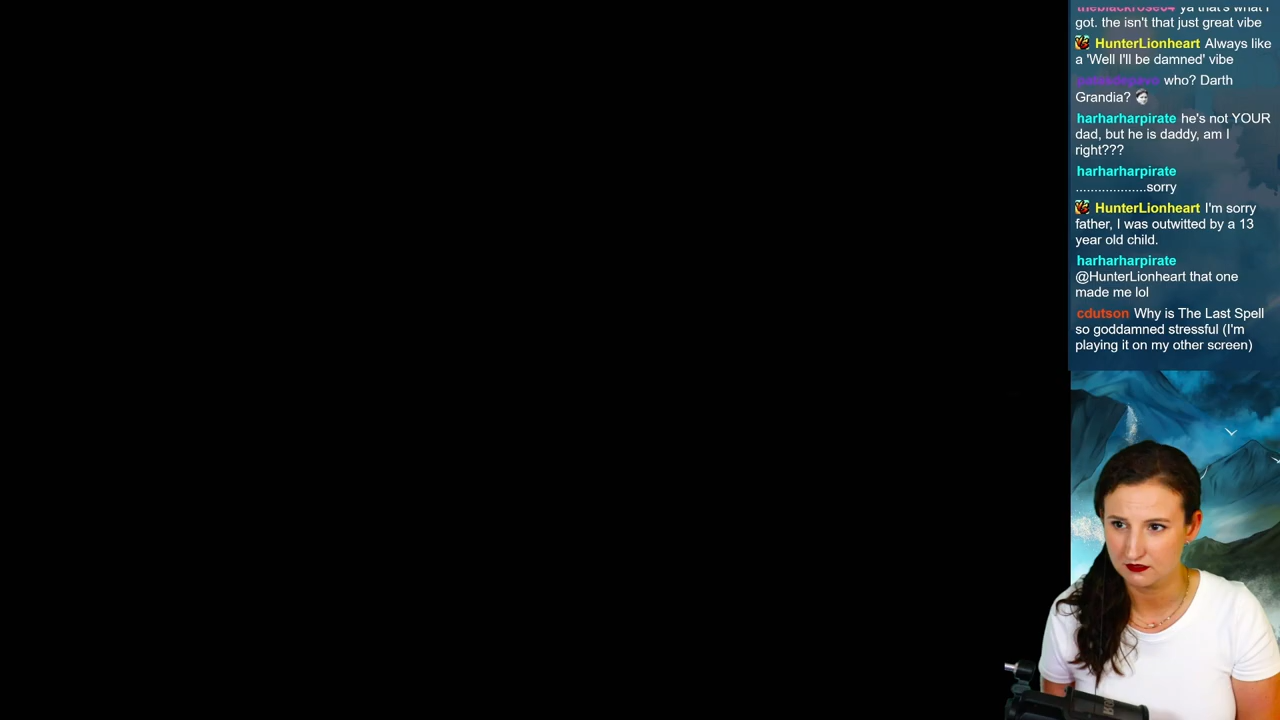 theblackrose64 ya that's what I
got. the isn't that just great vibe
HunterLionheart Always like
a 'Well I'll be damned' vibe
who? Darth
Grandia?
harharharpirate he's not YOUR
dad, but he is daddy, am I
right???
harharharpirate
...................sorry
HunterLionheart I'm sorry
father, I was outwitted by a 13
year old child.
harharharpirate
@HunterLionheart that one
made me lol
cdutson Why is The Last Spell
so goddamned stressful (I'm
playing it on my other screen)